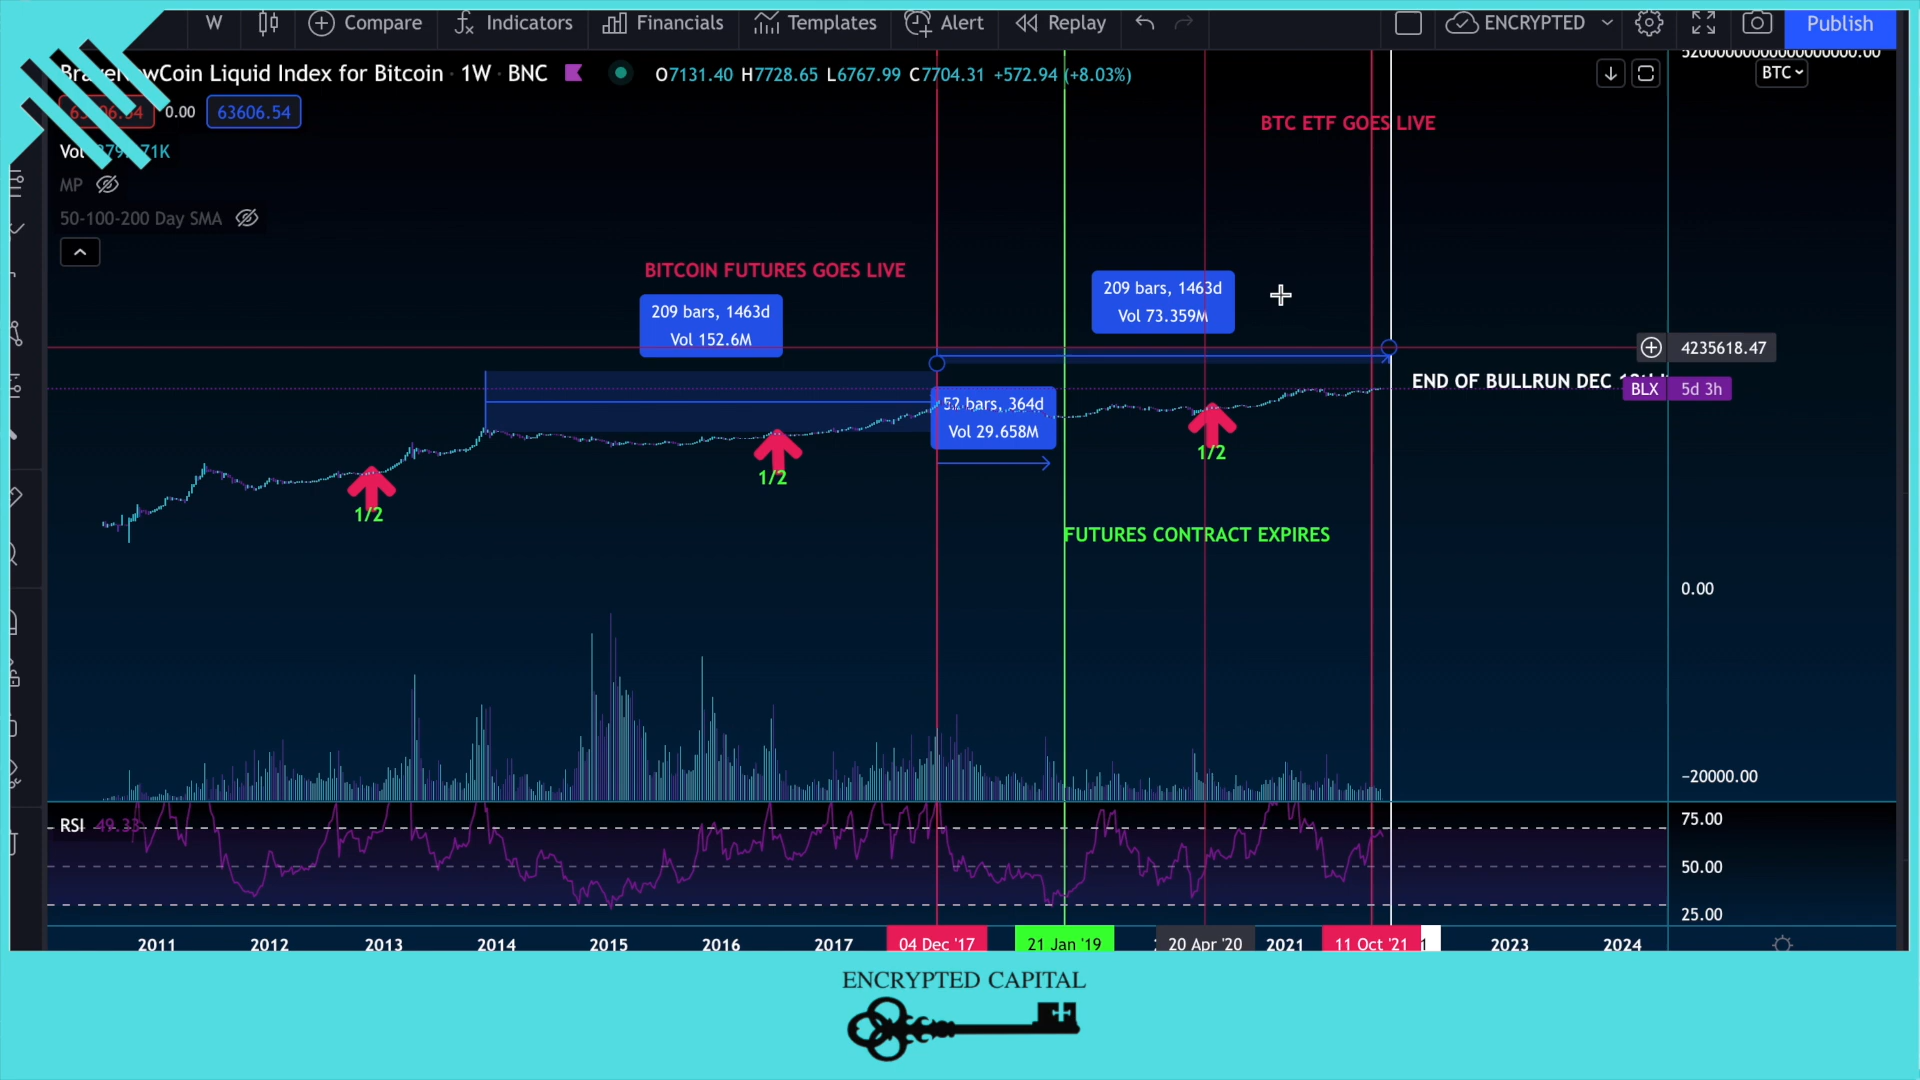 W Compare Indicators Financials Templates Alert Replay ENCRYPTED Publish
BraveNewCoin Liquid Index for Bitcoin · 1W · BNC O7131.40 H7728.65 L6767.99 C7704.31 +572.94 (+8.03%)
BTC
0.00 63606.54
Vol
MP
50-100-200 Day SMA
BTC ETF GOES LIVE
BITCOIN FUTURES GOES LIVE
209 bars, 1463d
Vol 152.6M
209 bars, 1463d
Vol 73.359M
4235618.47
END OF BULLRUN DEC
BLX 5d 3h
52 bars, 364d
Vol 29.658M
1/2
1/2
1/2
FUTURES CONTRACT EXPIRES
0.00
−20000.00
RSI 49.33
75.00
50.00
25.00
2011 2012 2013 2014 2015 2016 2017 04 Dec '17 21 Jan '19 20 Apr '20 2021 11 Oct '21 2023 2024
ENCRYPTED CAPITAL